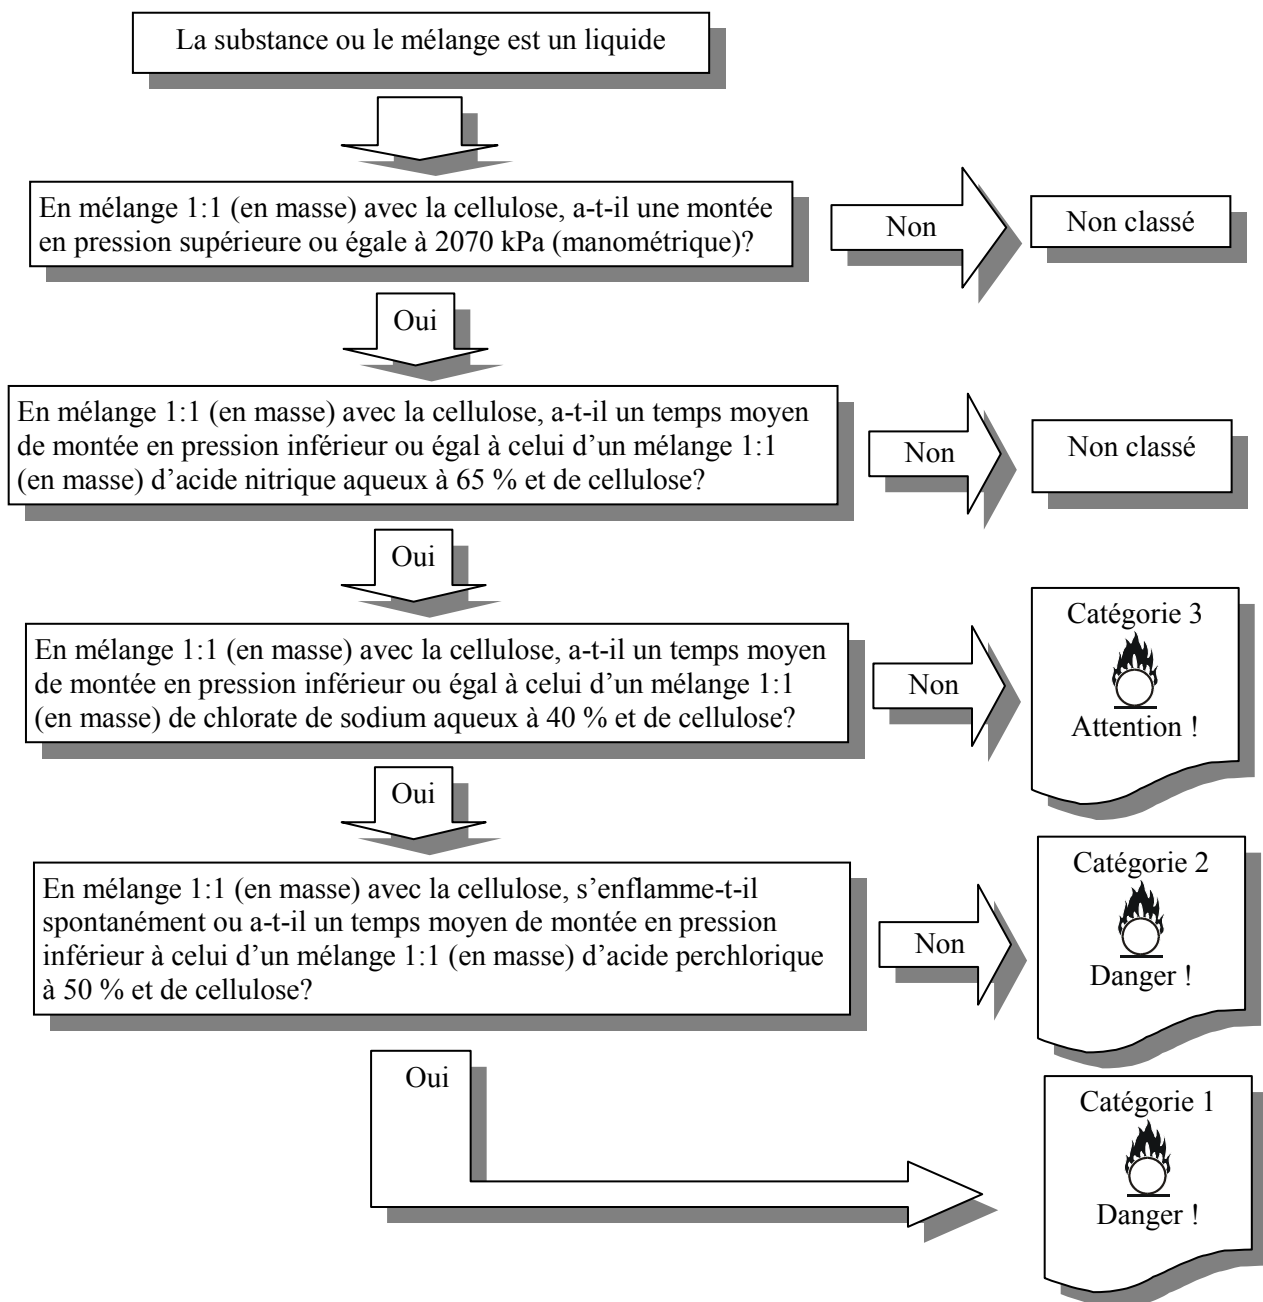 La substance ou le mélange est un liquide
En mélange 1:1 (en masse) avec la cellulose, a-t-il une montée
en pression supérieure ou égale à 2070 kPa (manométrique)?
Non
Non classé
Oui
En mélange 1:1 (en masse) avec la cellulose, a-t-il un temps moyen
de montée en pression inférieur ou égal à celui d’un mélange 1:1
(en masse) d’acide nitrique aqueux à 65 % et de cellulose?
Non
Non classé
Oui
En mélange 1:1 (en masse) avec la cellulose, a-t-il un temps moyen
de montée en pression inférieur ou égal à celui d’un mélange 1:1
(en masse) de chlorate de sodium aqueux à 40 % et de cellulose?
Non
Catégorie 3
Attention !
Oui
En mélange 1:1 (en masse) avec la cellulose, s’enflamme-t-il
spontanément ou a-t-il un temps moyen de montée en pression
inférieur à celui d’un mélange 1:1 (en masse) d’acide perchlorique
à 50 % et de cellulose?
Non
Catégorie 2
Danger !
Oui
Catégorie 1
Danger !